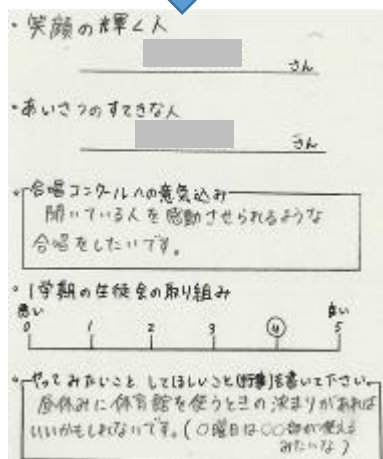 ・笑顔の輝く人
さん
・あいさつのすてきな人
さん
・合唱コンクールへの意気込み
聞いている人を感動させられるような
合唱をしたいです。
・1学期の生徒会の取り組み
悪い 良い
0 1 2 3 ④ 5
・やってみたいこと してほしいこと(行事)を書いて下さい。
昼休みに体育館を使うときの決まりがあれば
いいかもしれないです。(〇曜日は〇〇部が使える
みたいな)